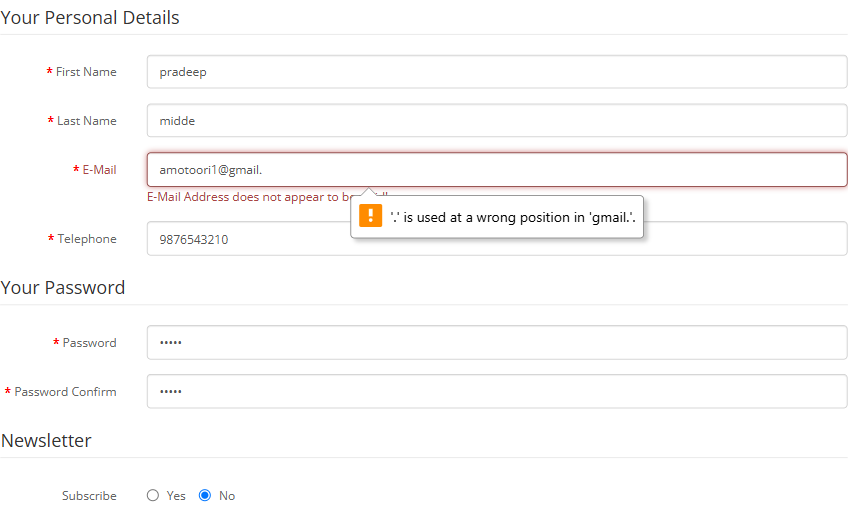 Your Personal Details
* First Name pradeep
* Last Name midde
* E-Mail amotoori1@gmail.
E-Mail Address does not appear to be
! '.' is used at a wrong position in 'gmail.'.
* Telephone 9876543210
Your Password
* Password •••••
* Password Confirm •••••
Newsletter
Subscribe Yes No